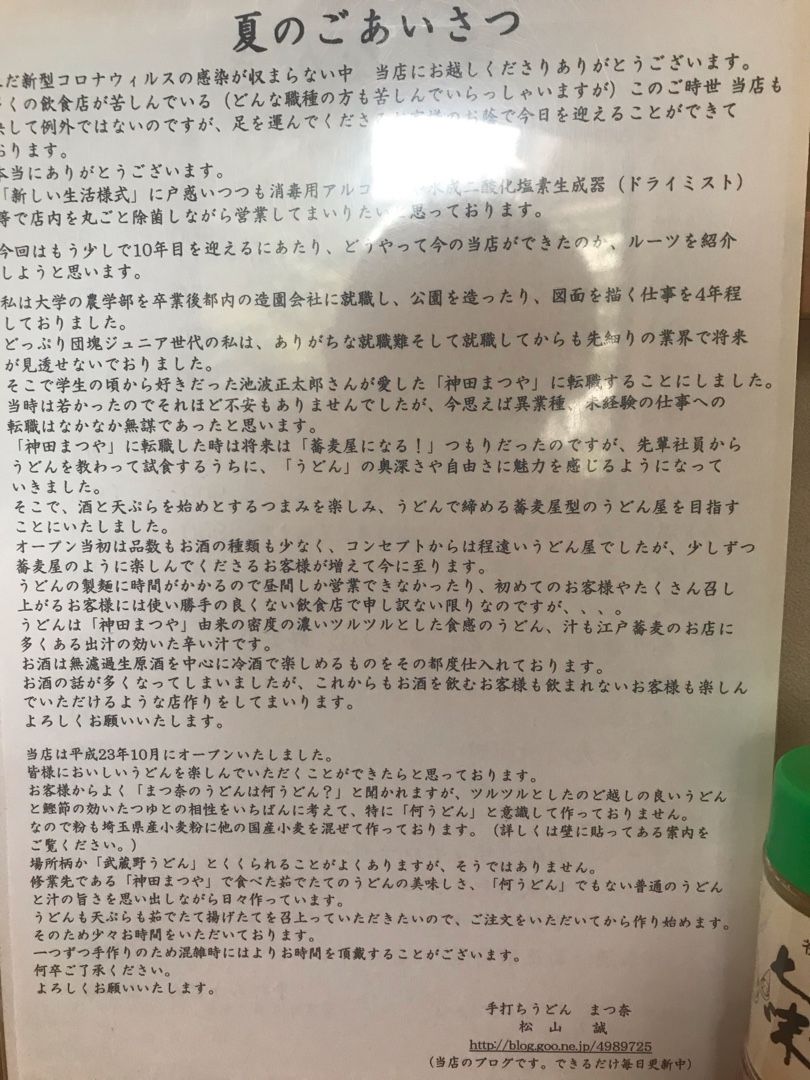 夏のごあいさつ
だ新型コロナウィルスの感染が収まらない中　当店にお越しくださりありがとうございます。
くの飲食店が苦しんでいる（どんな職種の方も苦しんでいらっしゃいますが）このご時世 当店も
して例外ではないのですが、足を運んでくださるお客様のお蔭で今日を迎えることができて
おります。
本当にありがとうございます。
「新しい生活様式」に戸惑いつつも消毒用アルコ 水成二酸化塩素生成器（ドライミスト）
等で店内を丸ごと除菌しながら営業してまいりたいと思っております。
今回はもう少しで10年目を迎えるにあたり、どうやって今の当店ができたのか、ルーツを紹介
しようと思います。
私は大学の農学部を卒業後都内の造園会社に就職し、公園を造ったり、図面を描く仕事を4年程
しておりました。
どっぷり団塊ジュニア世代の私は、ありがちな就職難そして就職してからも先細りの業界で将来
が見透せないでおりました。
そこで学生の頃から好きだった池波正太郎さんが愛した「神田まつや」に転職することにしました。
当時は若かったのでそれほど不安もありませんでしたが、今思えば異業種、未経験の仕事への
転職はなかなか無謀であったと思います。
「神田まつや」に転職した時は将来は「蕎麦屋になる！」つもりだったのですが、先輩社員から
うどんを教わって試食するうちに、「うどん」の奥深さや自由さに魅力を感じるようになって
いきました。
そこで、酒と天ぷらを始めとするつまみを楽しみ、うどんで締める蕎麦屋型のうどん屋を目指す
ことにいたしました。
オープン当初は品数もお酒の種類も少なく、コンセプトからは程遠いうどん屋でしたが、少しずつ
蕎麦屋のように楽しんでくださるお客様が増えて今に至ります。
うどんの製麺に時間がかかるので昼間しか営業できなかったり、初めてのお客様やたくさん召し
上がるお客様には使い勝手の良くない飲食店で申し訳ない限りなのですが、、、。
うどんは「神田まつや」由来の密度の濃いツルツルとした食感のうどん、汁も江戸蕎麦のお店に
多くある出汁の効いた辛い汁です。
お酒は無濾過生原酒を中心に冷酒で楽しめるものをその都度仕入れております。
お酒の話が多くなってしまいましたが、これからもお酒を飲むお客様も飲まれないお客様も楽しん
でいただけるような店作りをしてまいります。
よろしくお願いいたします。
当店は平成23年10月にオープンいたしました。
皆様においしいうどんを楽しんでいただくことができたらと思っております。
お客様からよく「まつ奈のうどんは何うどん？」と聞かれますが、ツルツルとしたのど越しの良いうどん
と鰹節の効いたつゆとの相性をいちばんに考えて、特に「何うどん」と意識して作っておりません。
なので粉も埼玉県産小麦粉に他の国産小麦を混ぜて作っております。（詳しくは壁に貼ってある案内を
ご覧ください。）
場所柄か「武蔵野うどん」とくくられることがよくありますが、そうではありません。
修業先である「神田まつや」で食べた茹でたてのうどんの美味しさ、「何うどん」でもない普通のうどん
と汁の旨さを思い出しながら日々作っています。
うどんも天ぷらも茹でたて揚げたてを召上っていただきたいので、ご注文をいただいてから作り始めます。
そのため少々お時間をいただいております。
一つずつ手作りのため混雑時にはよりお時間を頂戴することがございます。
何卒ご了承ください。
よろしくお願いいたします。
手打ちうどん　まつ奈
松　山　　誠
http://blog.goo.ne.jp/4989725
（当店のブログです。できるだけ毎日更新中）
七味